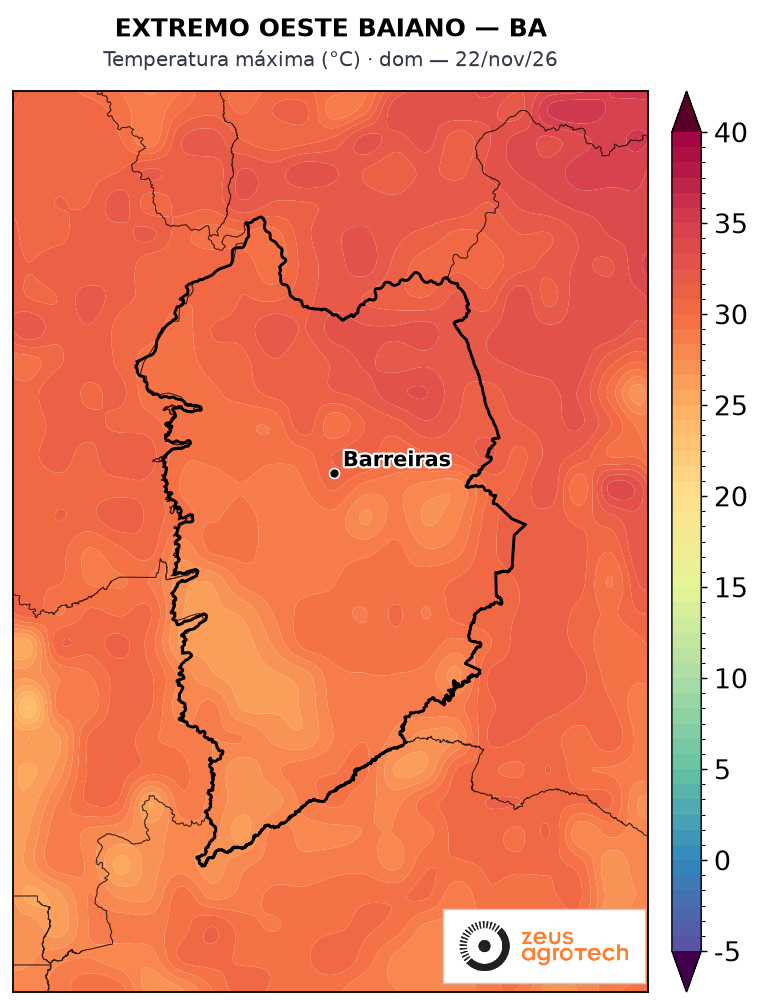 EXTREMO OESTE BAIANO — BA
Temperatura máxima (°C) · dom — 22/nov/26
40
35
30
25
20
15
10
5
0
-5
Barreiras
zeus
agrotech